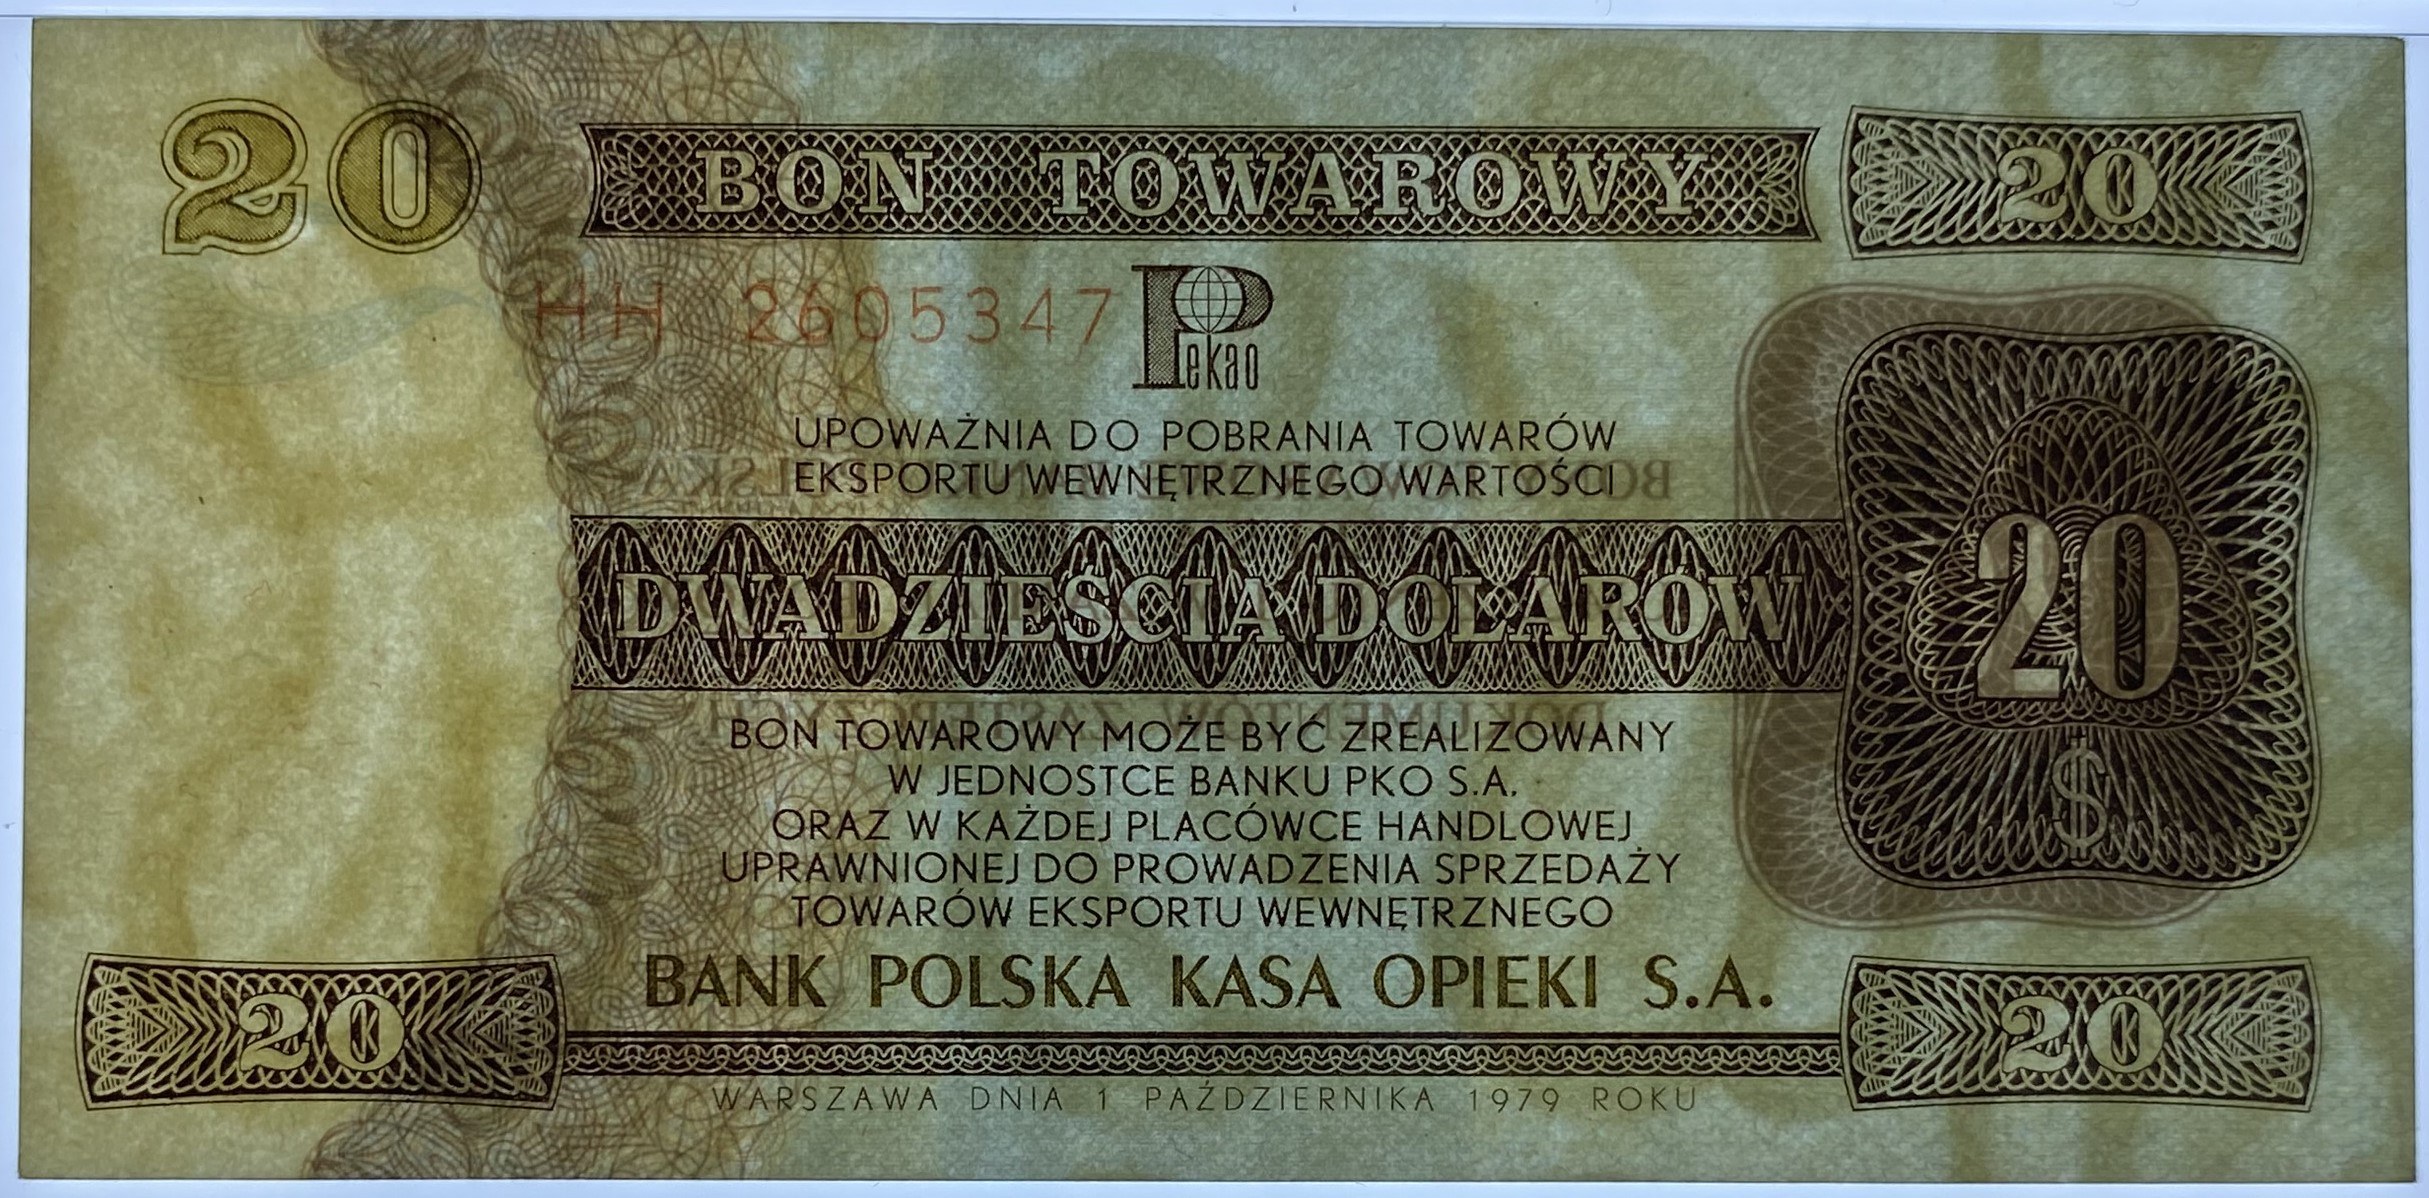 20 BON TOWAROWY 20
HH 2605347
Pekao
UPOWAŻNIA DO POBRANIA TOWARÓW
EKSPORTU WEWNĘTRZNEGO WARTOŚCI
DWADZIEŚCIA DOLARÓW
20
$
BON TOWAROWY MOŻE BYĆ ZREALIZOWANY
W JEDNOSTCE BANKU PKO S.A.
ORAZ W KAŻDEJ PLACÓWCE HANDLOWEJ
UPRAWNIONEJ DO PROWADZENIA SPRZEDAŻY
TOWARÓW EKSPORTU WEWNĘTRZNEGO
BANK POLSKA KASA OPIEKI S.A.
20 20
WARSZAWA DNIA 1 PAŹDZIERNIKA 1979 ROKU